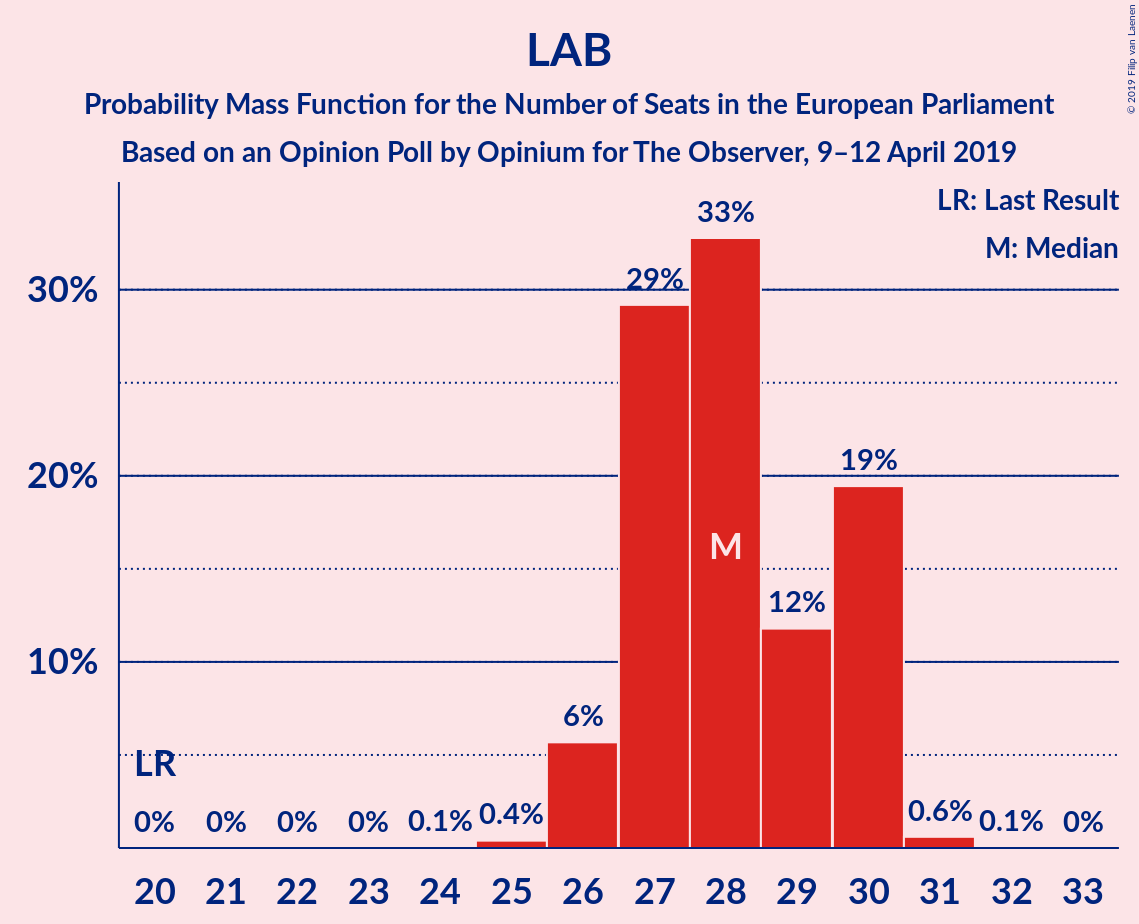 LAB
Probability Mass Function for the Number of Seats in the European Parliament
Based on an Opinion Poll by Opinium for The Observer, 9–12 April 2019
© 2019 Filip van Laenen
LR: Last Result
M: Median
30%
20%
10%
33%
29%
19%
M
12%
6%
LR
0%
0%
0%
0%
0.1%
0.4%
0.6%
0.1%
0%
20 21 22 23 24 25 26 27 28 29 30 31 32 33